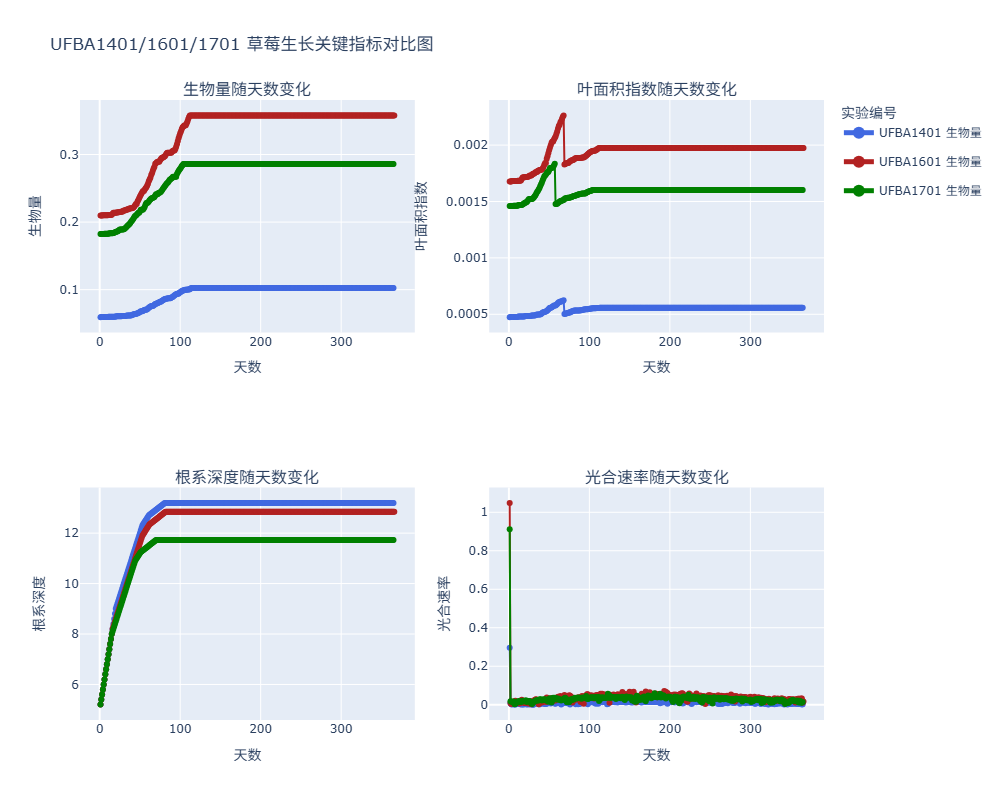 UFBA1401/1601/1701 草莓生长关键指标对比图
生物量随天数变化
生物量
0.3
0.2
0.1
0
100
200
300
天数
叶面积指数随天数变化
叶面积指数
0.002
0.0015
0.001
0.0005
0
100
200
300
天数
实验编号
UFBA1401 生物量
UFBA1601 生物量
UFBA1701 生物量
根系深度随天数变化
根系深度
12
10
8
6
0
100
200
300
天数
光合速率随天数变化
光合速率
1
0.8
0.6
0.4
0.2
0
0
100
200
300
天数